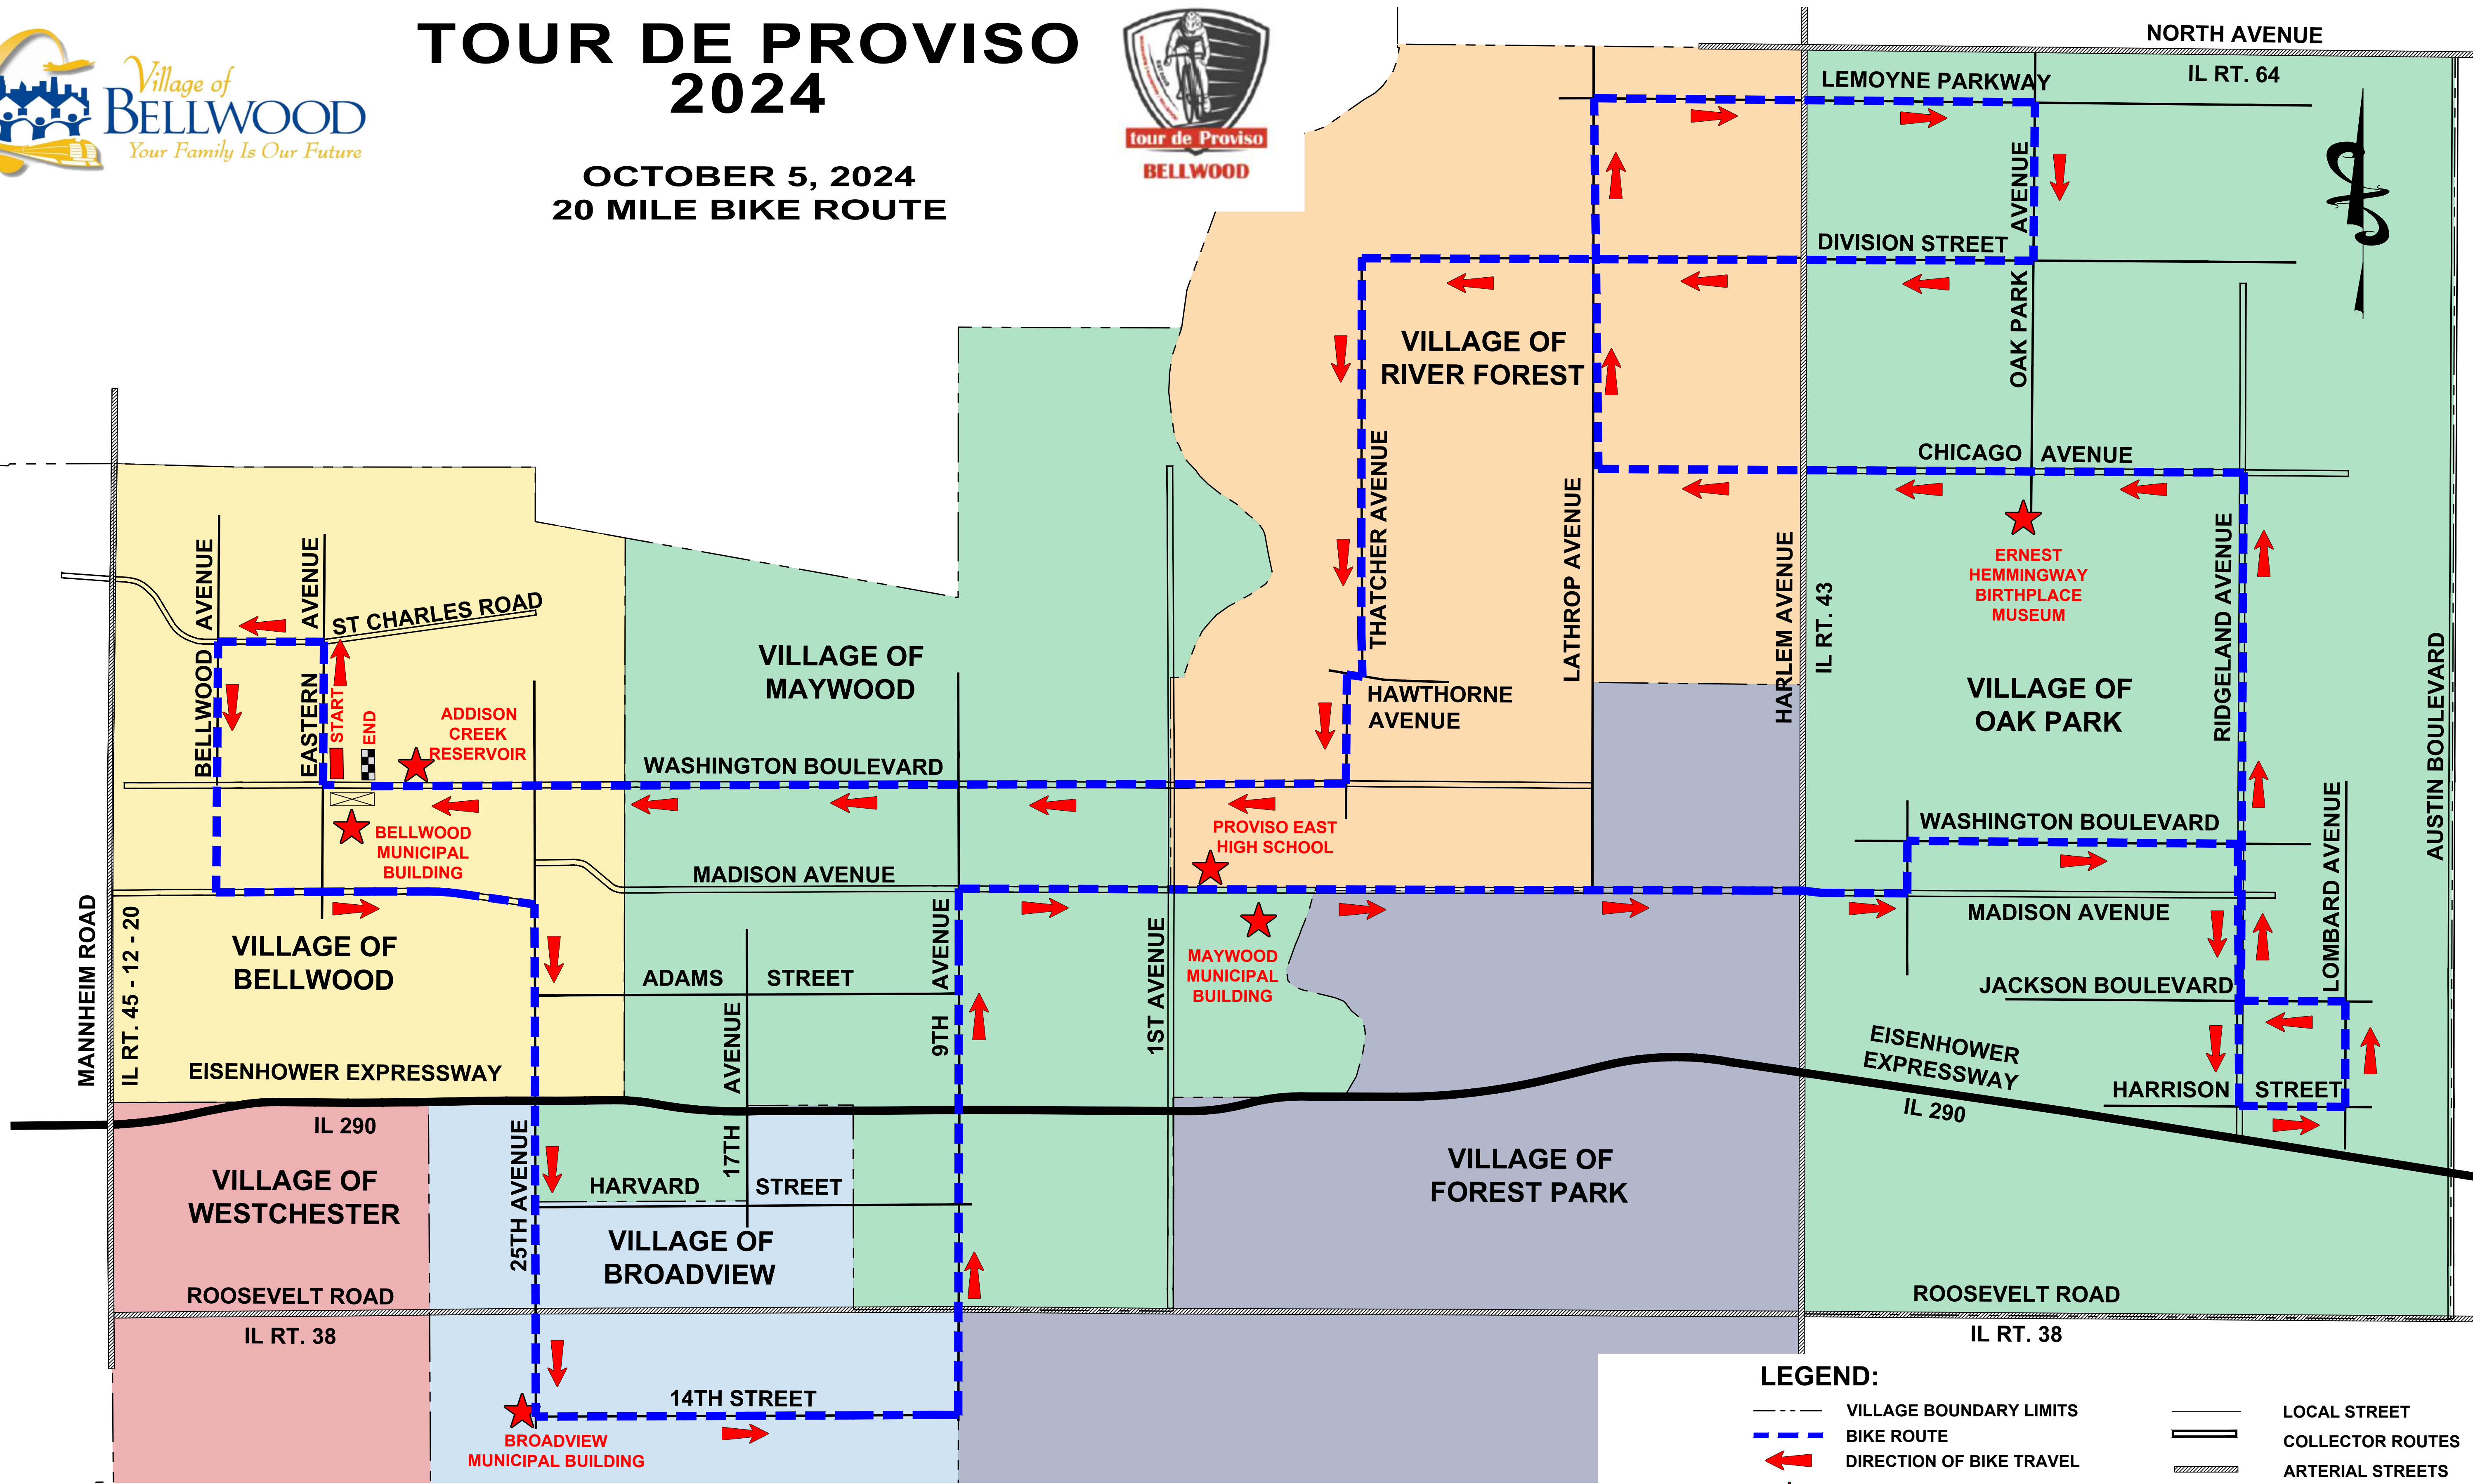 TOUR DE PROVISO
2024
OCTOBER 5, 2024
20 MILE BIKE ROUTE
Village of
BELLWOOD
Your Family Is Our Future
tour de Proviso
BELLWOOD
NORTH AVENUE
IL RT. 64
LEMOYNE PARKWAY
DIVISION STREET
OAK PARK AVENUE
VILLAGE OF
RIVER FOREST
CHICAGO AVENUE
THATCHER AVENUE
LATHROP AVENUE
HARLEM AVENUE
IL RT. 43
ERNEST
HEMMINGWAY
BIRTHPLACE
MUSEUM
RIDGELAND AVENUE
AUSTIN BOULEVARD
BELLWOOD AVENUE
EASTERN AVENUE
ST CHARLES ROAD
START
END
ADDISON
CREEK
RESERVOIR
VILLAGE OF
MAYWOOD
HAWTHORNE
AVENUE
VILLAGE OF
OAK PARK
WASHINGTON BOULEVARD
BELLWOOD
MUNICIPAL
BUILDING
PROVISO EAST
HIGH SCHOOL
WASHINGTON BOULEVARD
LOMBARD AVENUE
MADISON AVENUE
MADISON AVENUE
MANNHEIM ROAD
IL RT. 45 - 12 - 20
VILLAGE OF
BELLWOOD
ADAMS STREET
17TH AVENUE
9TH AVENUE
1ST AVENUE
MAYWOOD
MUNICIPAL
BUILDING
JACKSON BOULEVARD
EISENHOWER EXPRESSWAY
IL 290
EISENHOWER
EXPRESSWAY
IL 290
HARRISON STREET
VILLAGE OF
WESTCHESTER
25TH AVENUE
HARVARD STREET
VILLAGE OF
BROADVIEW
VILLAGE OF
FOREST PARK
ROOSEVELT ROAD
IL RT. 38
ROOSEVELT ROAD
IL RT. 38
14TH STREET
BROADVIEW
MUNICIPAL BUILDING
LEGEND:
VILLAGE BOUNDARY LIMITS
BIKE ROUTE
DIRECTION OF BIKE TRAVEL
LOCAL STREET
COLLECTOR ROUTES
ARTERIAL STREETS